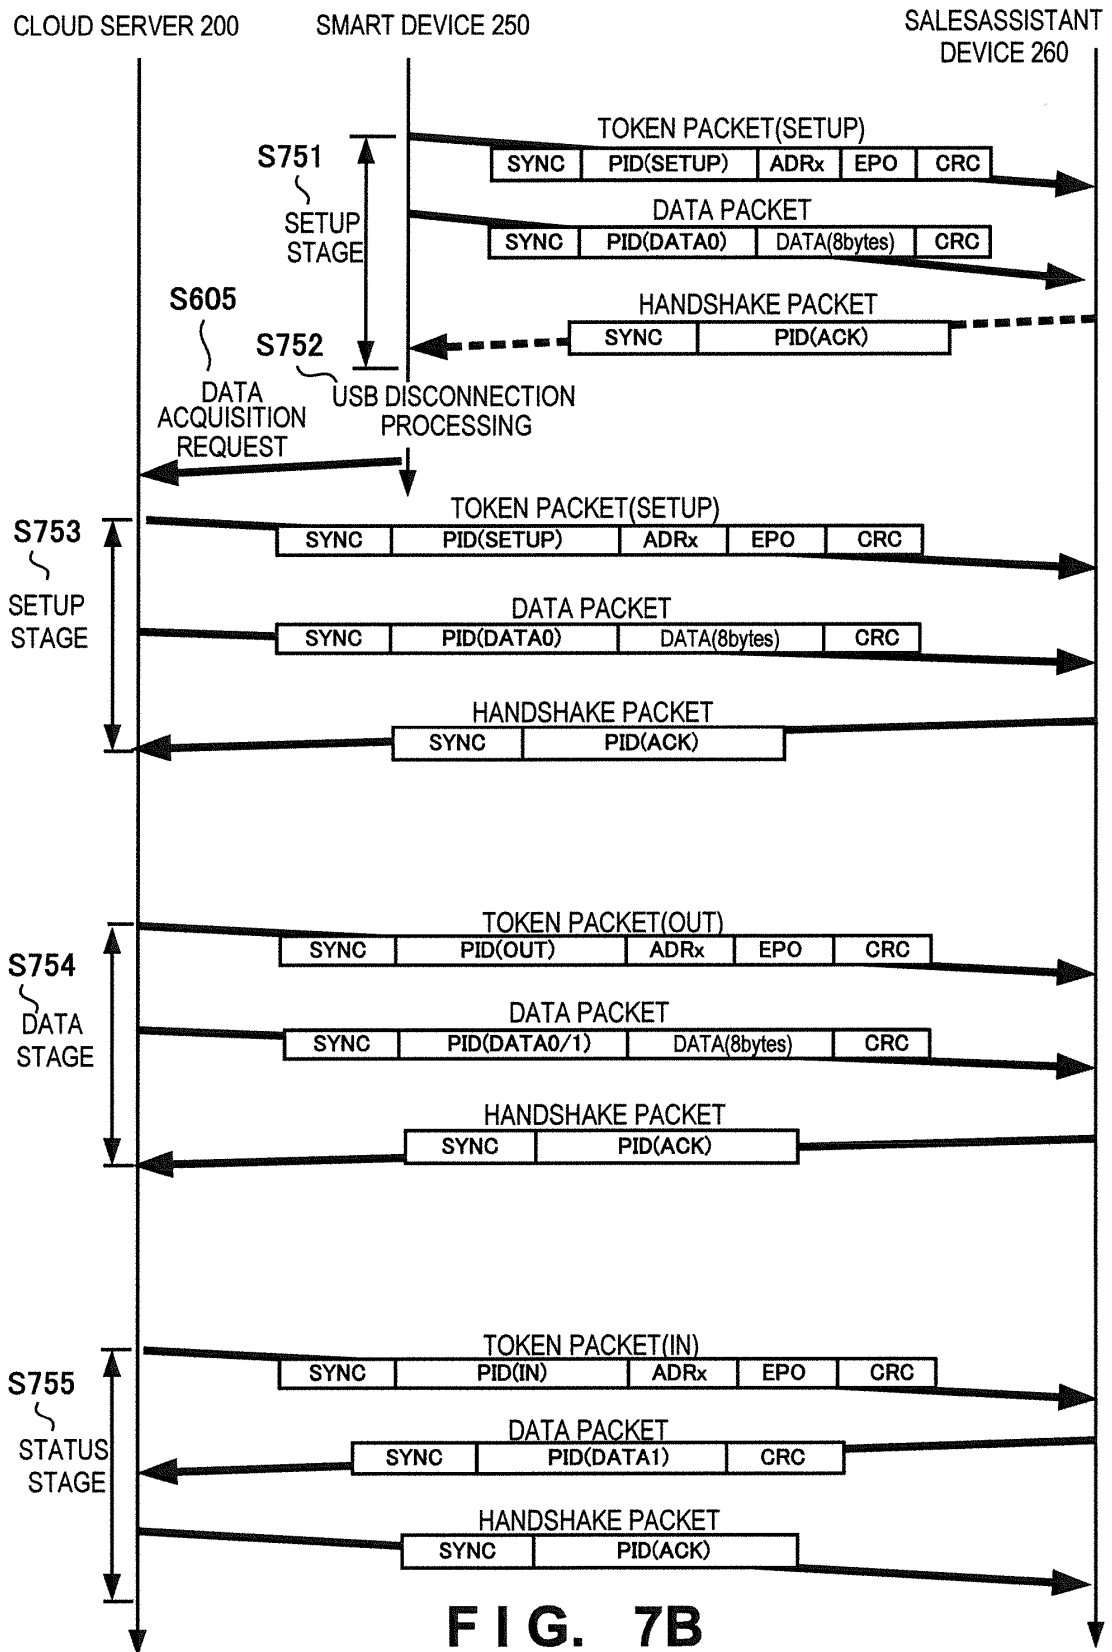 CLOUD SERVER 200
SMART DEVICE 250
SALESASSISTANT
DEVICE 260
TOKEN PACKET(SETUP)
S751
SYNC PID(SETUP) ADRx EPO CRC
SETUP
STAGE
DATA PACKET
SYNC PID(DATA0) DATA(8bytes) CRC
S605
HANDSHAKE PACKET
SYNC PID(ACK)
S752
DATA
ACQUISITION
REQUEST
USB DISCONNECTION
PROCESSING
TOKEN PACKET(SETUP)
S753
SYNC PID(SETUP) ADRx EPO CRC
SETUP
STAGE
DATA PACKET
SYNC PID(DATA0) DATA(8bytes) CRC
HANDSHAKE PACKET
SYNC PID(ACK)
TOKEN PACKET(OUT)
SYNC PID(OUT) ADRx EPO CRC
S754
DATA
STAGE
DATA PACKET
SYNC PID(DATA0/1) DATA(8bytes) CRC
HANDSHAKE PACKET
SYNC PID(ACK)
TOKEN PACKET(IN)
SYNC PID(IN) ADRx EPO CRC
S755
STATUS
STAGE
DATA PACKET
SYNC PID(DATA1) CRC
HANDSHAKE PACKET
SYNC PID(ACK)
FIG. 7B